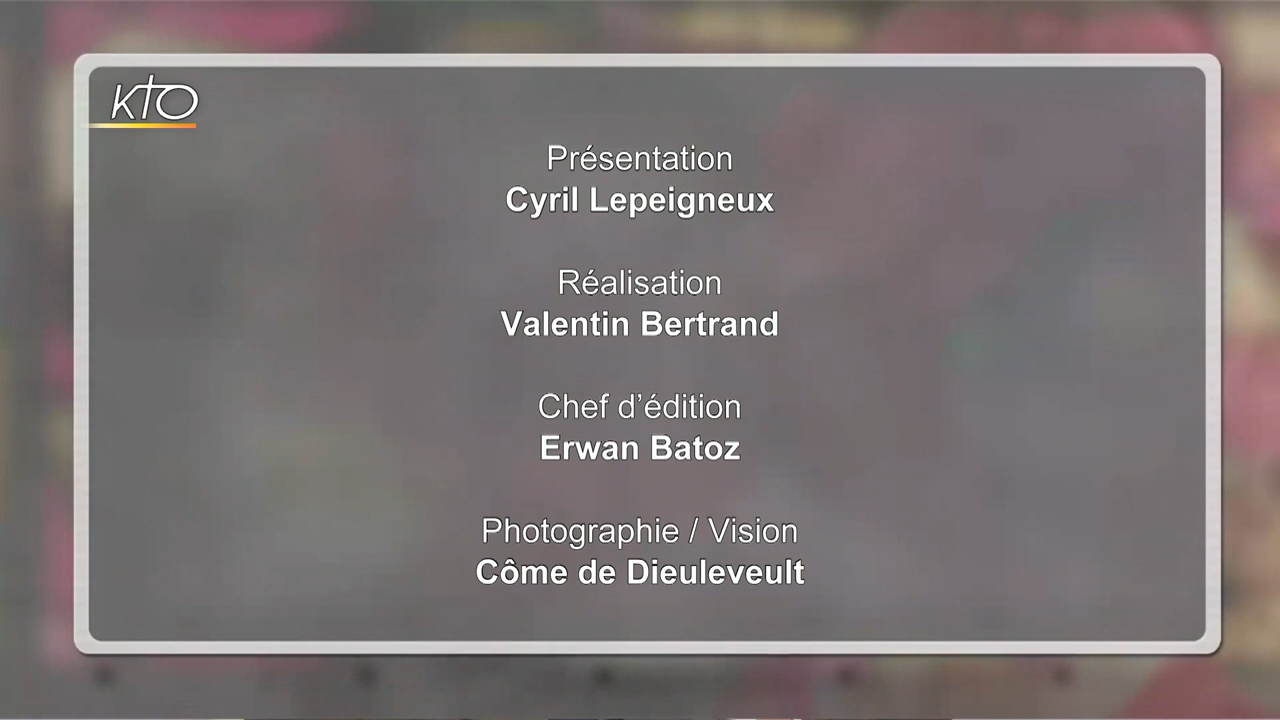 KTO
Présentation
Cyril Lepeigneux
Réalisation
Valentin Bertrand
Chef d’édition
Erwan Batoz
Photographie / Vision
Côme de Dieuleveult